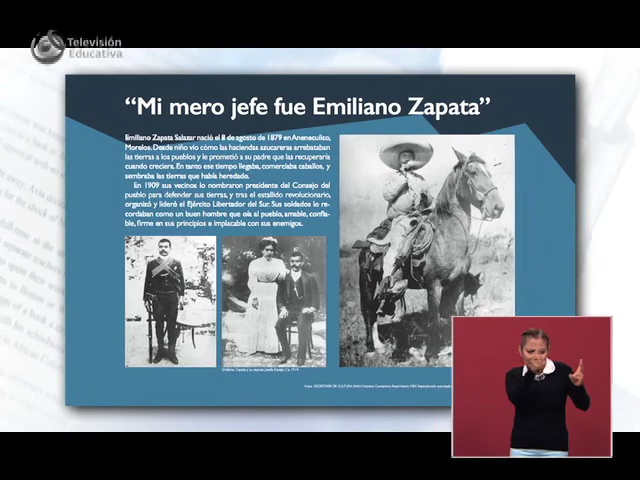 Televisión
Educativa
“Mi mero jefe fue Emiliano Zapata”
Emiliano Zapata Salazar nació el 8 de agosto de 1879 en Anenecuilco,
Morelos. Desde niño vio cómo las haciendas azucareras arrebataban
las tierras a los pueblos y le prometió a su padre que las recuperaría
cuando creciera. En tanto ese tiempo llegaba, comerciaba caballos, y
sembraba las tierras que había heredado.
En 1909 sus vecinos lo nombraron presidente del Consejo del
pueblo para defender sus tierras, y tras el estallido revolucionario,
organizó y lideró el Ejército Libertador del Sur. Sus soldados lo re-
cordaban como un buen hombre que oía al pueblo, amable, confia-
ble, firme en sus principios e implacable con sus enemigos.
Emiliano Zapata y su esposa Josefa Espejo. Ca. 1914